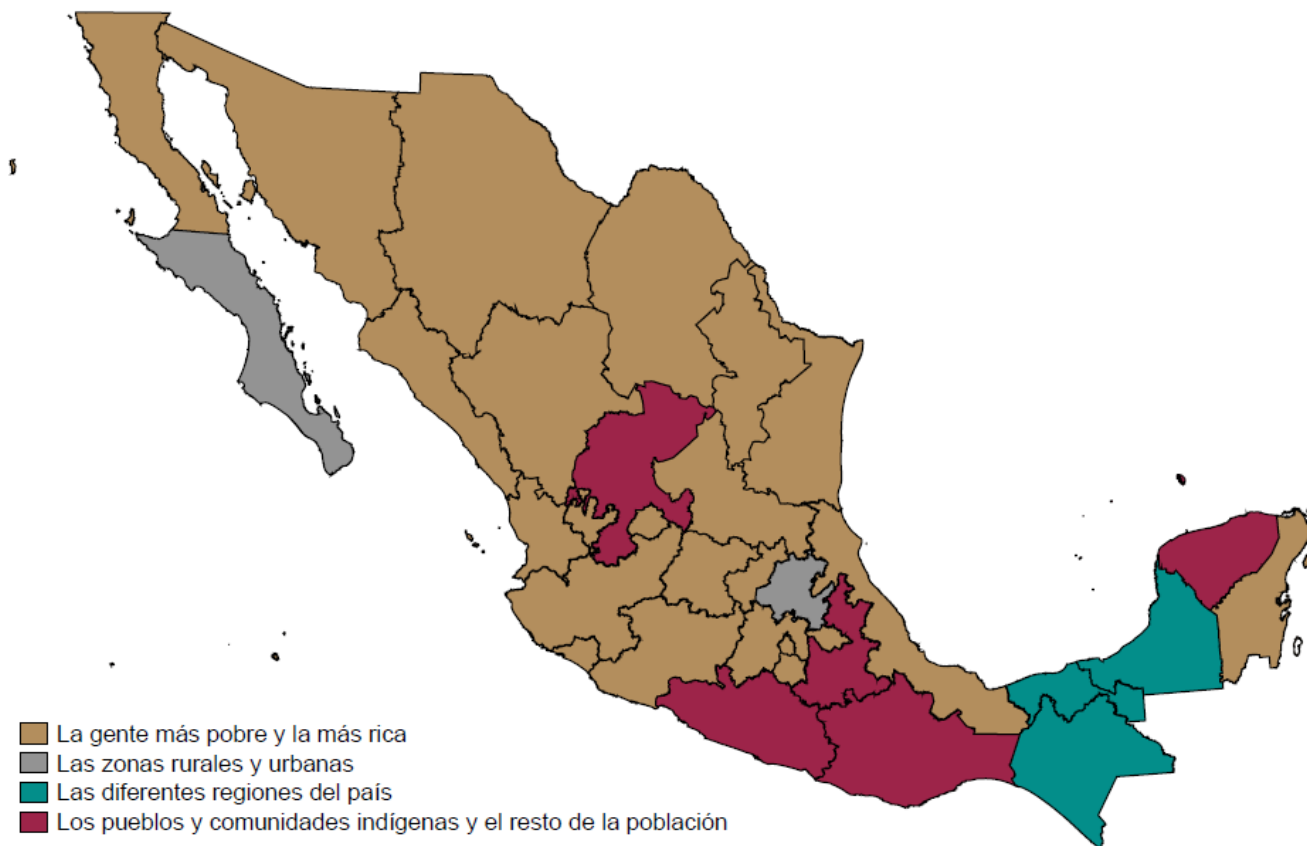 La gente más pobre y la más rica
Las zonas rurales y urbanas
Las diferentes regiones del país
Los pueblos y comunidades indígenas y el resto de la población